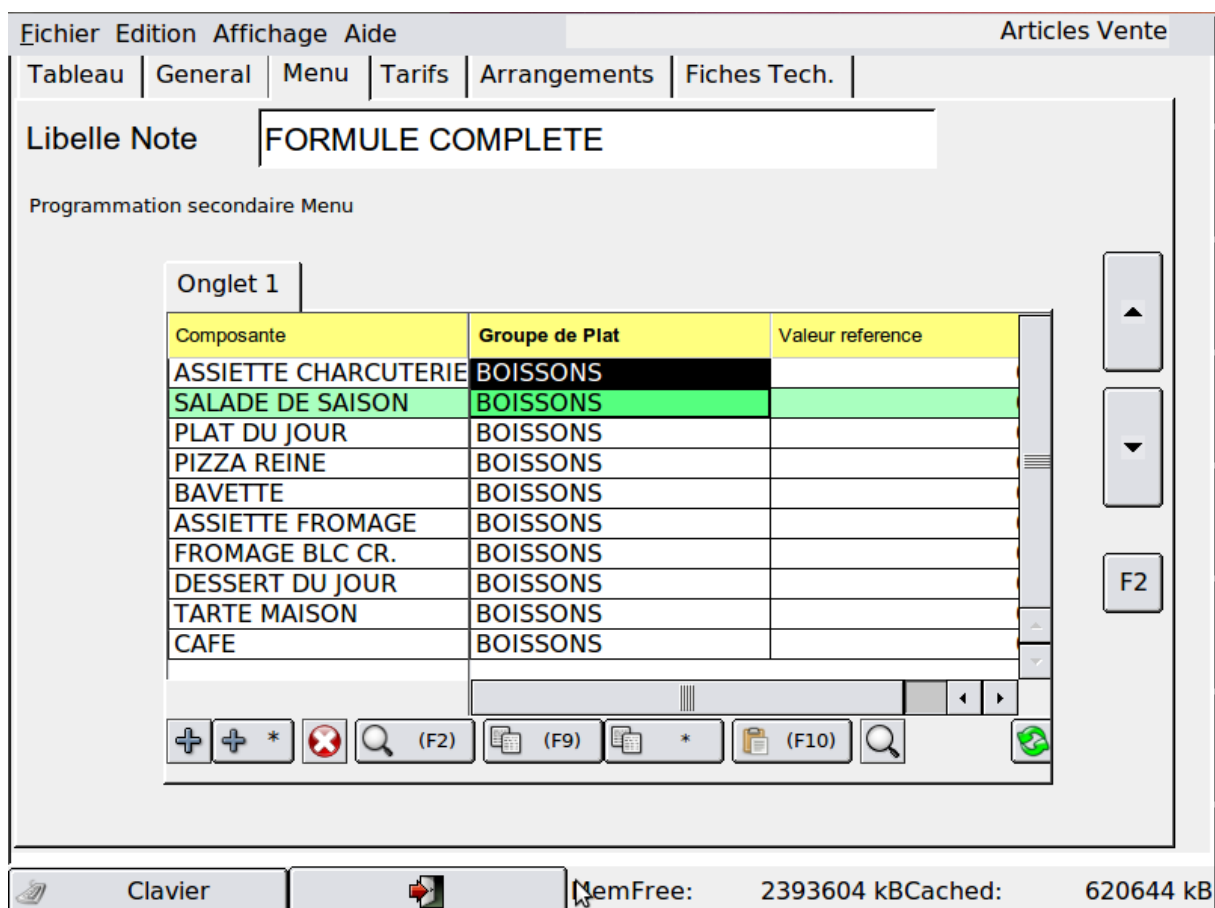 Fichier Edition Affichage Aide Articles Vente
Tableau General Menu Tarifs Arrangements Fiches Tech.
Libelle Note FORMULE COMPLETE
Programmation secondaire Menu
Onglet 1
Composante Groupe de Plat Valeur reference
ASSIETTE CHARCUTERIE BOISSONS
SALADE DE SAISON BOISSONS
PLAT DU JOUR BOISSONS
PIZZA REINE BOISSONS
BAVETTE BOISSONS
ASSIETTE FROMAGE BOISSONS
FROMAGE BLC CR. BOISSONS
DESSERT DU JOUR BOISSONS
TARTE MAISON BOISSONS
CAFE BOISSONS
F2
* (F2) (F9) * (F10)
Clavier MemFree: 2393604 kBCached: 620644 kB